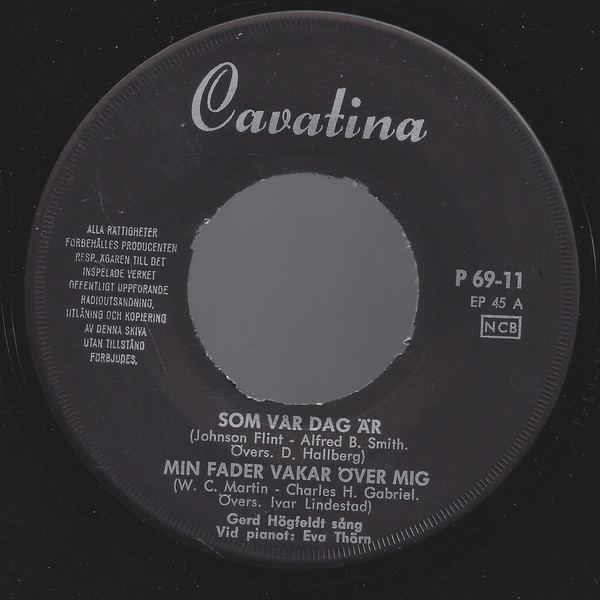 Cavatina
ALLA RÄTTIGHETER
FÖRBEHÅLLES PRODUCENTEN
RESP. ÄGAREN TILL DET
INSPELADE VERKET
OFFENTLIGT UPPFÖRANDE
RADIOUTSÄNDNING,
UTLÅNING OCH KOPIERING
AV DENNA SKIVA
UTAN TILLSTÅND
FÖRBJUDES.
P 69-11
EP 45 A
NCB
SOM VÅR DAG ÄR
(Johnson Flint - Alfred B. Smith.
Övers. D. Hallberg)
MIN FADER VAKAR ÖVER MIG
(W. C. Martin - Charles H. Gabriel.
Övers. Ivar Lindestad)
Gerd Högfeldt sång
Vid pianot: Eva Thörn